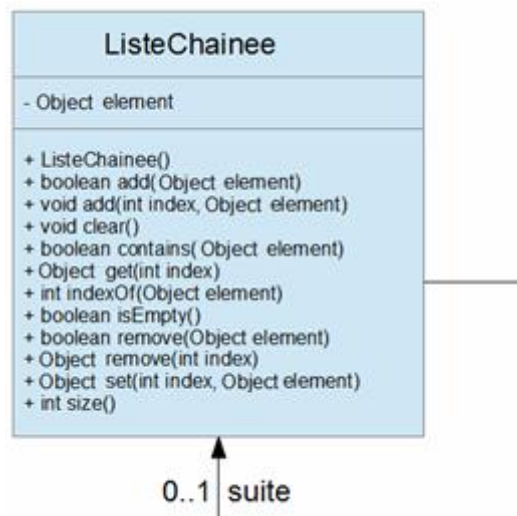 ListeChainee
- Object element
+ ListeChainee()
+ boolean add(Object element)
+ void add(int index, Object element)
+ void clear()
+ boolean contains( Object element)
+ Object get(int index)
+ int indexOf(Object element)
+ boolean isEmpty()
+ boolean remove(Object element)
+ Object remove(int index)
+ Object set(int index, Object element)
+ int size()
0..1 suite